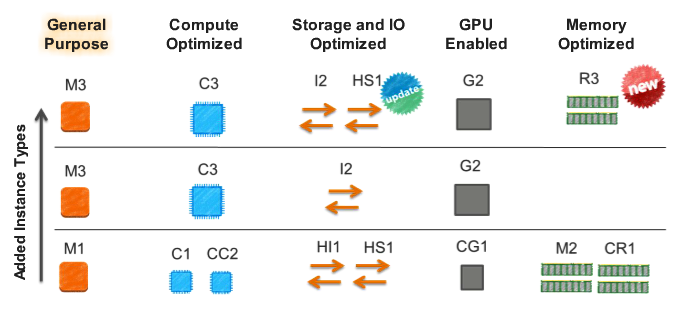 General
Purpose
Compute
Optimized
Storage and IO
Optimized
GPU
Enabled
Memory
Optimized
Added Instance Types
M3
C3
I2 HS1
update
G2
R3
new
M3
C3
I2
G2
M1
C1 CC2
HI1 HS1
CG1
M2 CR1